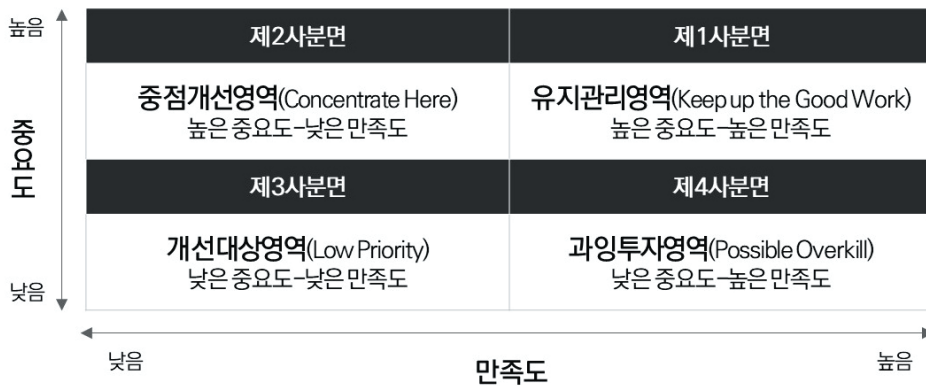 높음
제2사분면
제1사분면
중점개선영역(Concentrate Here)
높은 중요도-낮은 만족도
유지관리영역(Keep up the Good Work)
높은 중요도-높은 만족도
중요도
제3사분면
제4사분면
개선대상영역(Low Priority)
낮은 중요도-낮은 만족도
과잉투자영역(Possible Overkill)
낮은 중요도-높은 만족도
낮음
낮음
만족도
높음